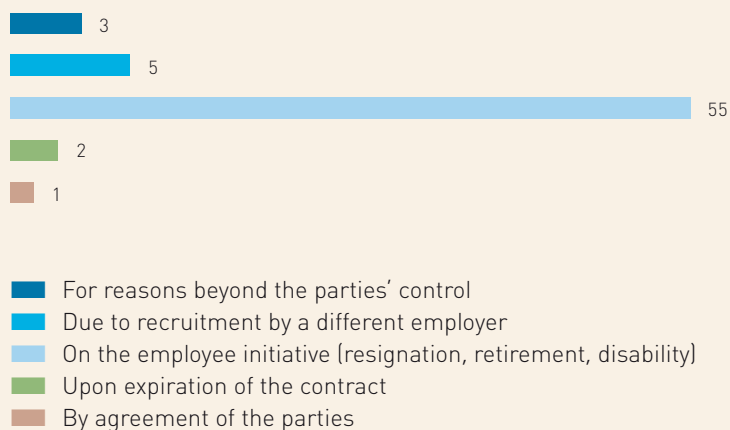 3
5
55
2
1
For reasons beyond the parties’ control
Due to recruitment by a different employer
On the employee initiative (resignation, retirement, disability)
Upon expiration of the contract
By agreement of the parties